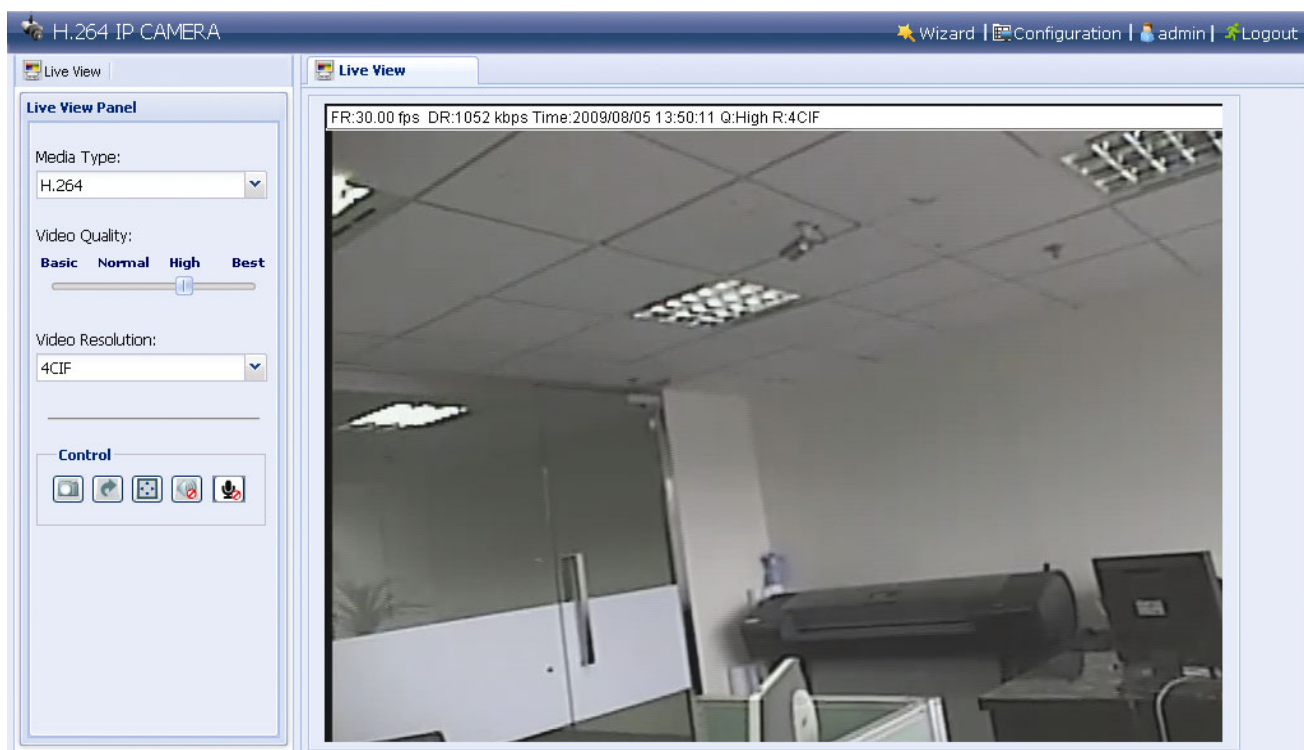 H.264 IP CAMERA
Wizard | Configuration | admin | Logout
Live View
Live View
Live View Panel
FR:30.00 fps DR:1052 kbps Time:2009/08/05 13:50:11 Q:High R:4CIF
Media Type:
H.264
Video Quality:
Basic Normal High Best
Video Resolution:
4CIF
Control